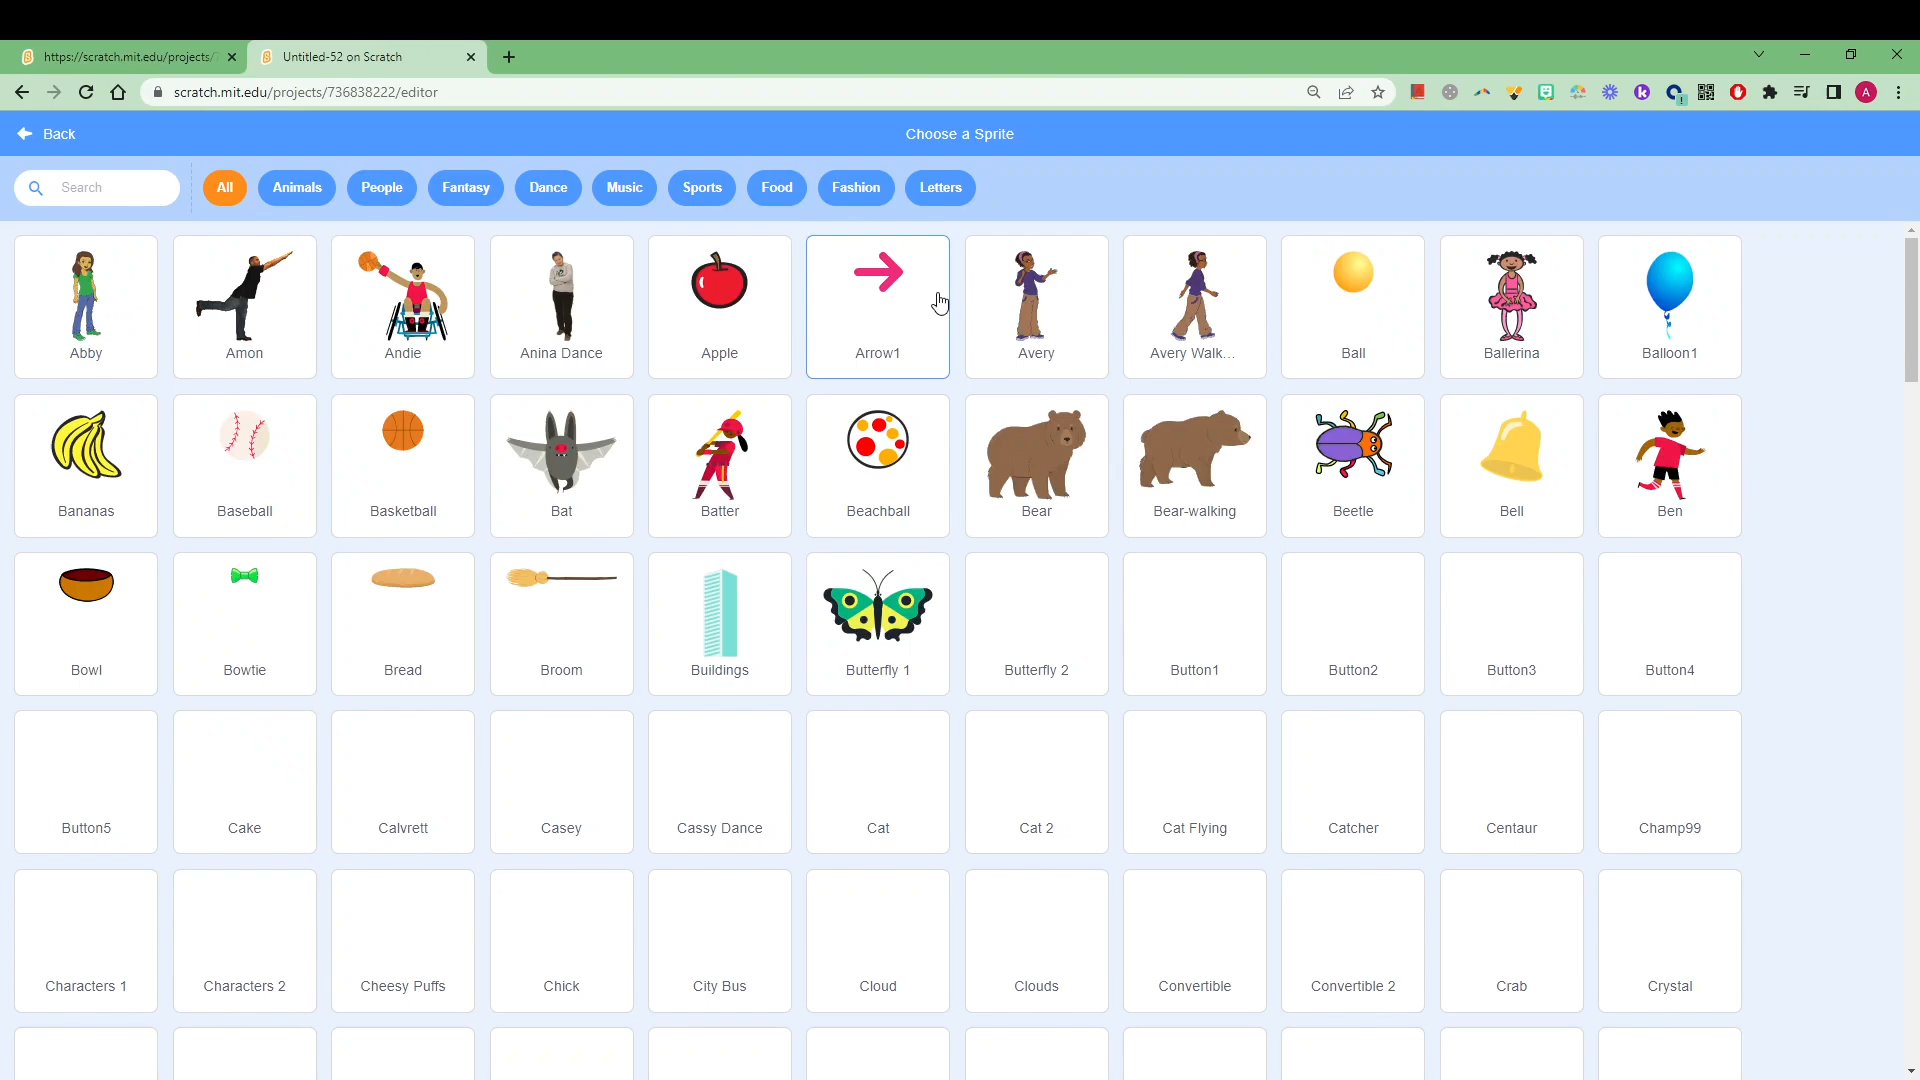 https://scratch.mit.edu/projects/
Untitled-52 on Scratch
scratch.mit.edu/projects/736838222/editor
A
Back
Choose a Sprite
Search
All
Animals
People
Fantasy
Dance
Music
Sports
Food
Fashion
Letters
Abby
Amon
Andie
Anina Dance
Apple
Arrow1
Avery
Avery Walk...
Ball
Ballerina
Balloon1
Bananas
Baseball
Basketball
Bat
Batter
Beachball
Bear
Bear-walking
Beetle
Bell
Ben
Bowl
Bowtie
Bread
Broom
Buildings
Butterfly 1
Butterfly 2
Button1
Button2
Button3
Button4
Button5
Cake
Calvrett
Casey
Cassy Dance
Cat
Cat 2
Cat Flying
Catcher
Centaur
Champ99
Characters 1
Characters 2
Cheesy Puffs
Chick
City Bus
Cloud
Clouds
Convertible
Convertible 2
Crab
Crystal